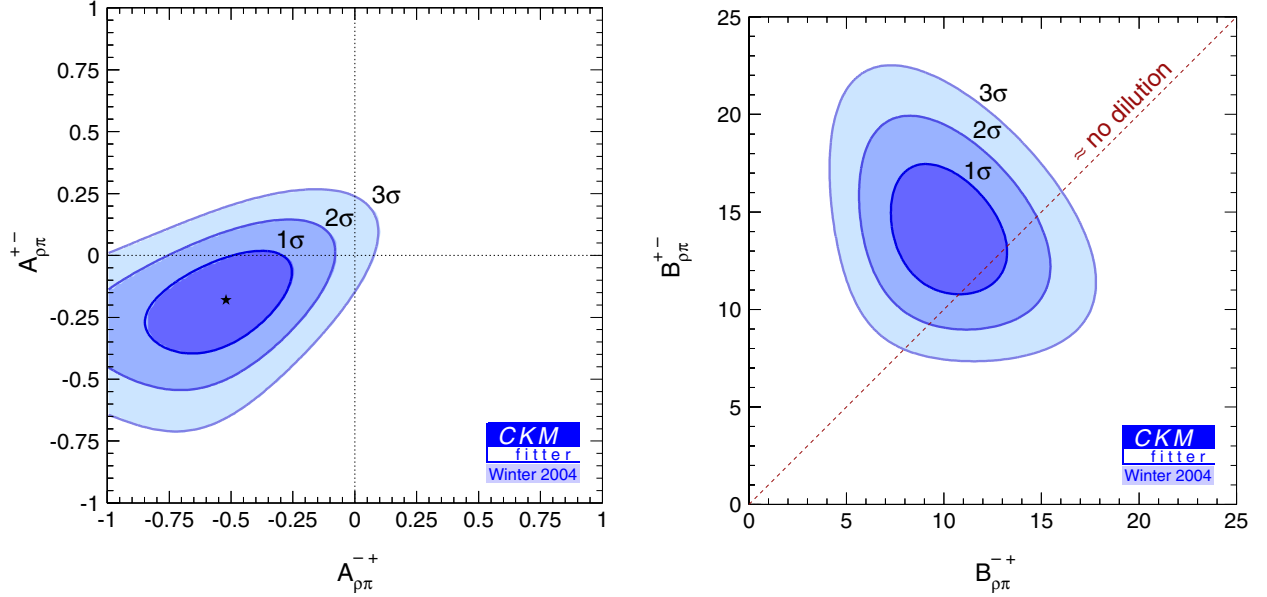 1
0.75
0.5
0.25
0
-0.25
-0.5
-0.75
-1
-1 -0.75 -0.5 -0.25 0 0.25 0.5 0.75 1
A+−ρπ
A−+ρπ
3σ
2σ
1σ
CKM
fitter
Winter 2004
25
20
15
10
5
0
0 5 10 15 20 25
B+−ρπ
B−+ρπ
≈ no dilution
3σ
2σ
1σ
CKM
fitter
Winter 2004